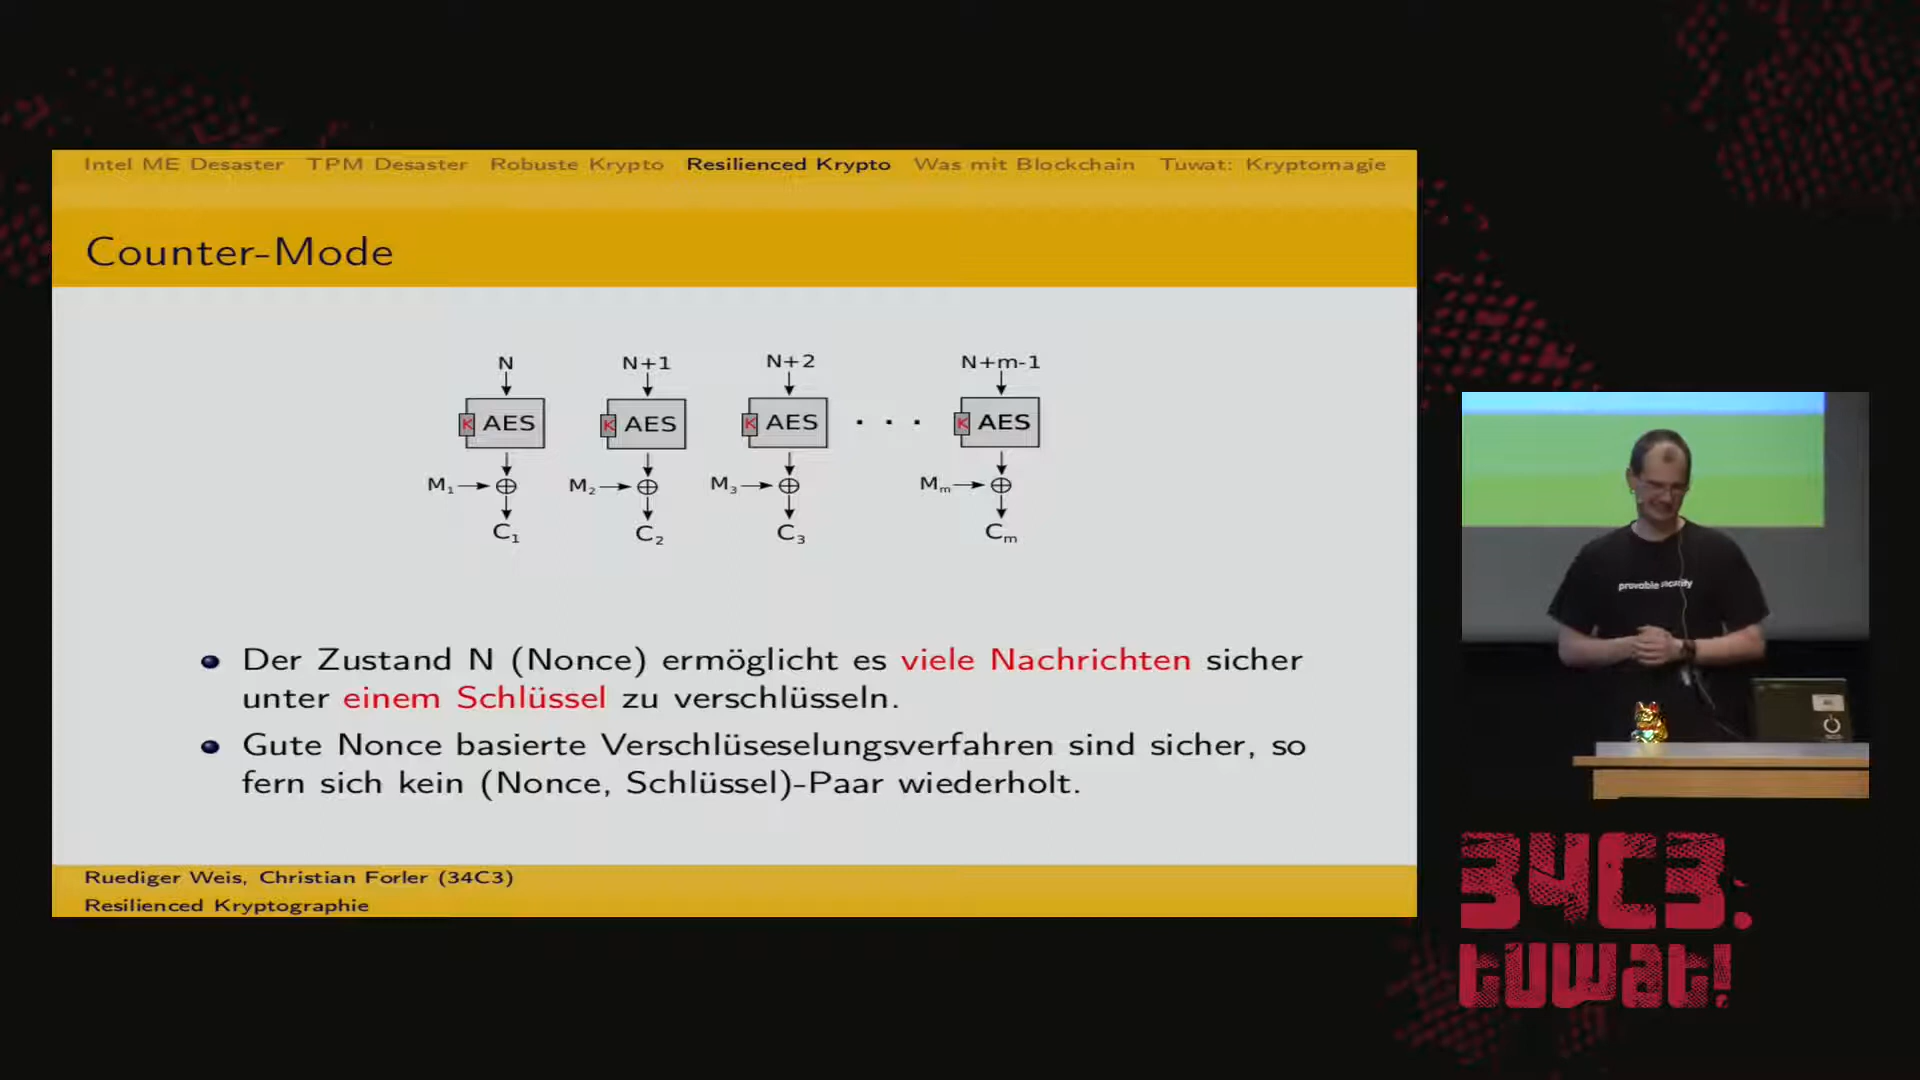 Intel ME Desaster TPM Desaster Robuste Krypto Resilienced Krypto Was mit Blockchain Tuwat: Kryptomagie
Counter-Mode
N N+1 N+2 N+m-1
K AES K AES K AES . . . K AES
M₁ ⊕ M₂ ⊕ M₃ ⊕ Mₘ ⊕
C₁ C₂ C₃ Cₘ
Der Zustand N (Nonce) ermöglicht es viele Nachrichten sicher
unter einem Schlüssel zu verschlüsseln.
Gute Nonce basierte Verschlüseselungsverfahren sind sicher, so
fern sich kein (Nonce, Schlüssel)-Paar wiederholt.
Ruediger Weis, Christian Forler (34C3)
Resilienced Kryptographie
provable security
34C3.
tuwat!